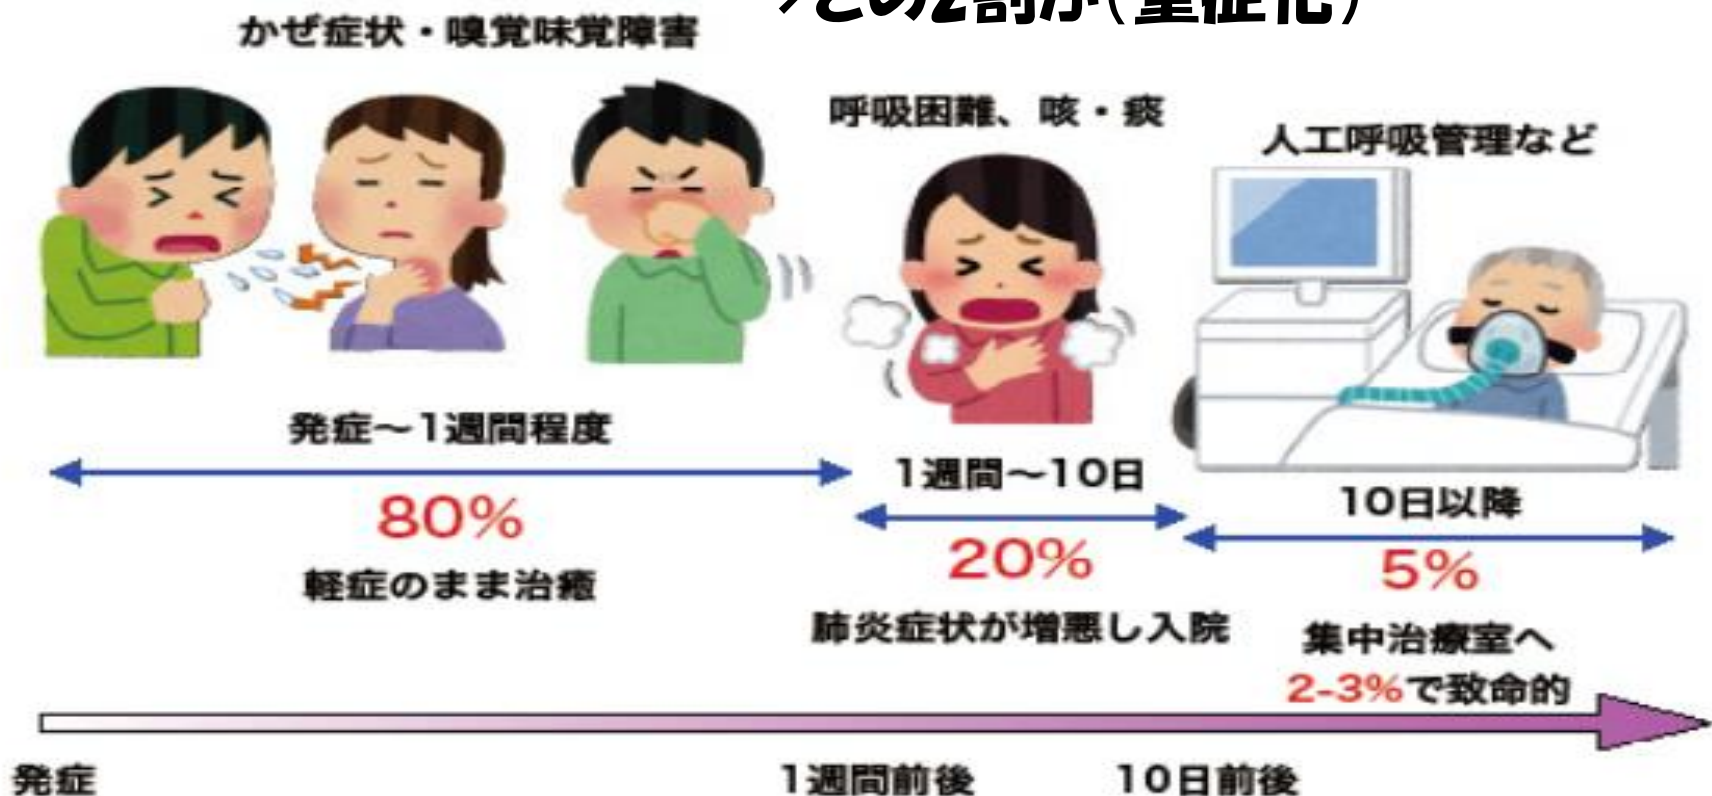 かぜ症状・嗅覚味覚障害
呼吸困難、咳・痰
人工呼吸管理など
発症～1週間程度
80%
軽症のまま治癒
1週間～10日
20%
肺炎症状が増悪し入院
10日以降
5%
集中治療室へ
2-3%で致命的
発症
1週間前後
10日前後